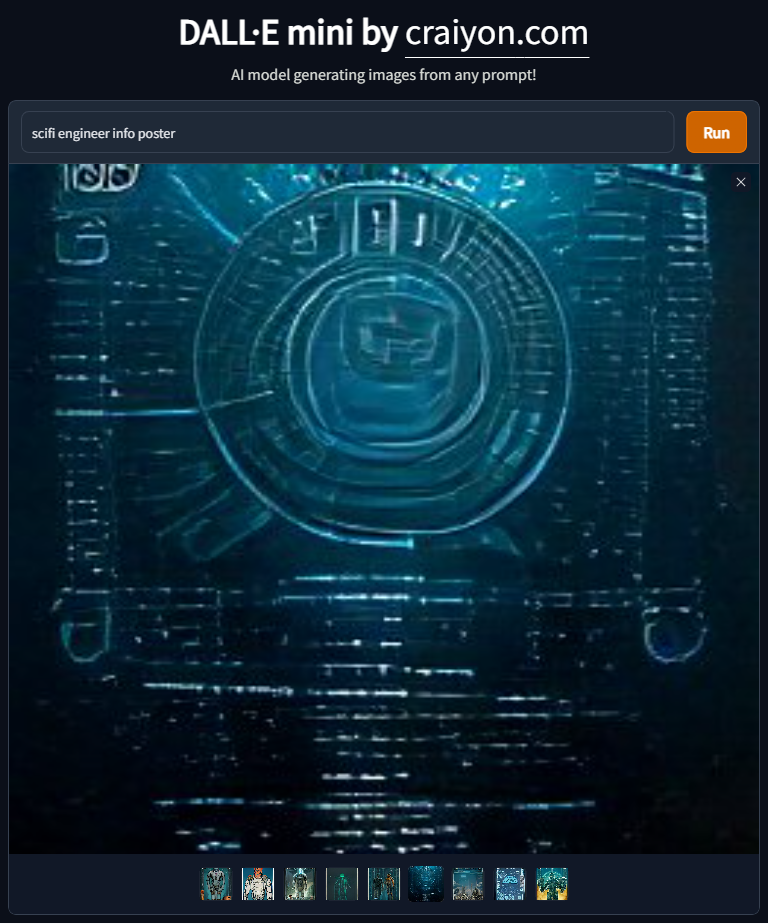 DALL·E mini by craiyon.com
AI model generating images from any prompt!
scifi engineer info poster
Run